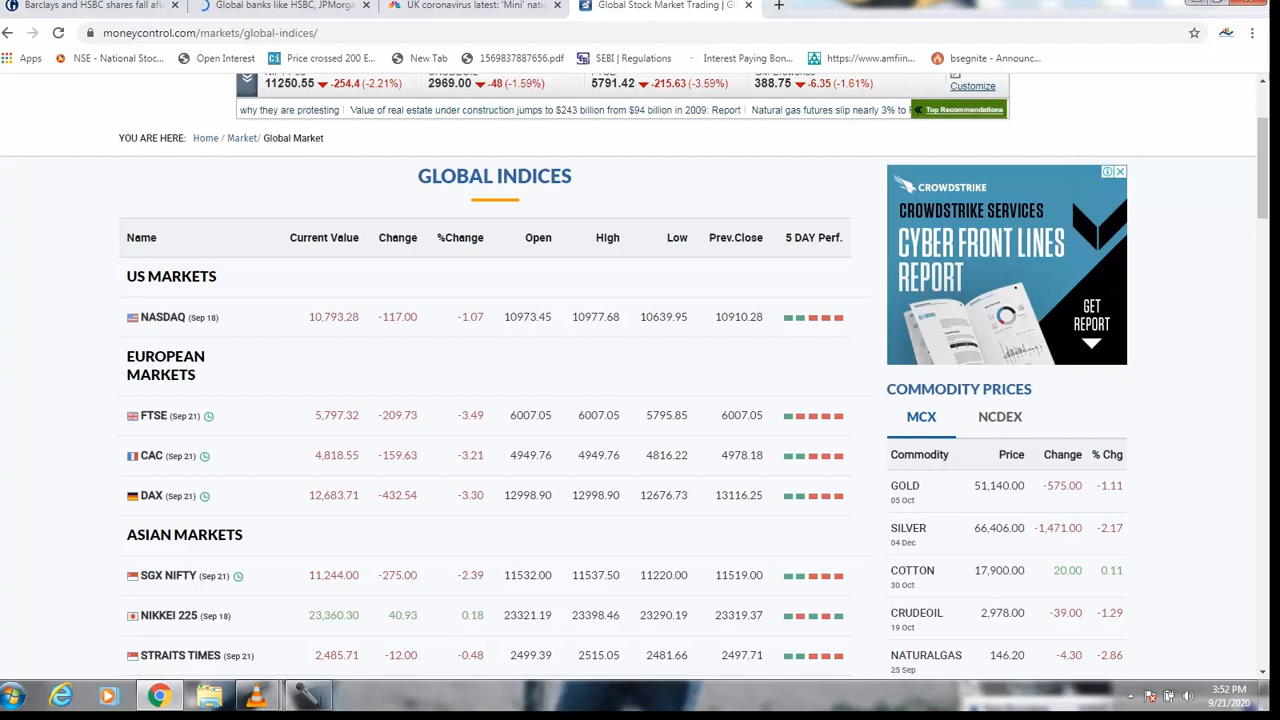 Barclays and HSBC shares fall aft
Global banks like HSBC, JPMorga
UK coronavirus latest: 'Mini' nati
Global Stock Market Trading | Gl
moneycontrol.com/markets/global-indices/
Apps NSE - National Stoc... Open Interest Price crossed 200 E... New Tab 1569837887656.pdf SEBI | Regulations Interest Paying Bon... https://www.amfiin... bsegnite - Announc...
11250.55 -254.4 (-2.21%) 2969.00 -48 (-1.59%) 5791.42 -215.63 (-3.59%) 388.75 -6.35 (-1.61%) Customize
why they are protesting | Value of real estate under construction jumps to $243 billion from $94 billion in 2009: Report | Natural gas futures slip nearly 3% to Top Recommendations
YOU ARE HERE: Home / Market/ Global Market
GLOBAL INDICES
Name Current Value Change %Change Open High Low Prev.Close 5 DAY Perf.
US MARKETS
NASDAQ (Sep 18) 10,793.28 -117.00 -1.07 10973.45 10977.68 10639.95 10910.28
EUROPEAN
MARKETS
FTSE (Sep 21) 5,797.32 -209.73 -3.49 6007.05 6007.05 5795.85 6007.05
CAC (Sep 21) 4,818.55 -159.63 -3.21 4949.76 4949.76 4816.22 4978.18
DAX (Sep 21) 12,683.71 -432.54 -3.30 12998.90 12998.90 12676.73 13116.25
ASIAN MARKETS
SGX NIFTY (Sep 21) 11,244.00 -275.00 -2.39 11532.00 11537.50 11220.00 11519.00
NIKKEI 225 (Sep 18) 23,360.30 40.93 0.18 23321.19 23398.46 23290.19 23319.37
STRAITS TIMES (Sep 21) 2,485.71 -12.00 -0.48 2499.39 2515.05 2481.66 2497.71
CROWDSTRIKE
CROWDSTRIKE SERVICES
CYBER FRONT LINES
REPORT
GET
REPORT
COMMODITY PRICES
MCX NCDEX
Commodity Price Change % Chg
GOLD 51,140.00 -575.00 -1.11
05 Oct
SILVER 66,406.00 -1,471.00 -2.17
04 Dec
COTTON 17,900.00 20.00 0.11
30 Oct
CRUDEOIL 2,978.00 -39.00 -1.29
19 Oct
NATURALGAS 146.20 -4.30 -2.86
25 Sep
3:52 PM
9/21/2020